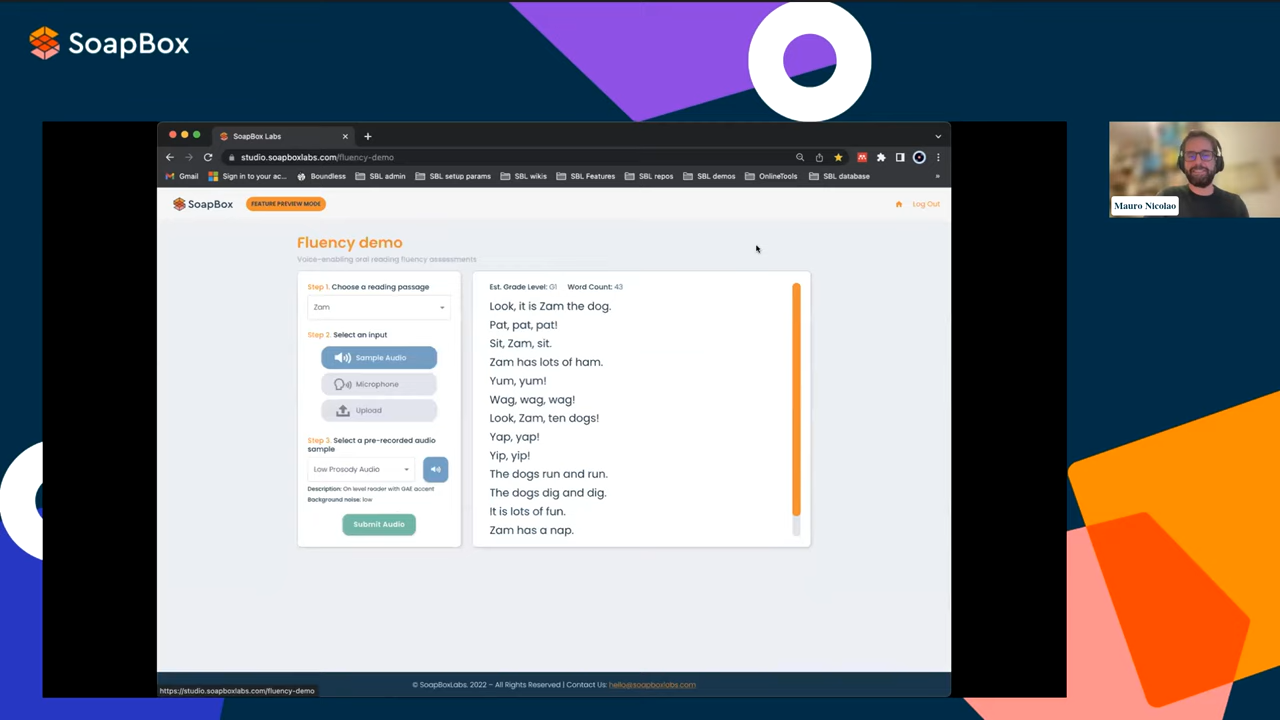 SoapBox
SoapBox Labs
studio.soapboxlabs.com/fluency-demo
Gmail
Sign in to your ac...
Boundless
SBL admin
SBL setup params
SBL wikis
SBL Features
SBL repos
SBL demos
OnlineTools
SBL database
»
SoapBox
FEATURE PREVIEW MODE
Log Out
Mauro Nicolao
Fluency demo
Voice-enabling oral reading fluency assessments
Step 1. Choose a reading passage
Zam
Step 2. Select an input
Sample Audio
Microphone
Upload
Step 3. Select a pre-recorded audio
sample
Low Prosody Audio
Description: On level reader with GAE accent
Background noise: low
Submit Audio
Est. Grade Level: G1 Word Count: 43
Look, it is Zam the dog.
Pat, pat, pat!
Sit, Zam, sit.
Zam has lots of ham.
Yum, yum!
Wag, wag, wag!
Look, Zam, ten dogs!
Yap, yap!
Yip, yip!
The dogs run and run.
The dogs dig and dig.
It is lots of fun.
Zam has a nap.
© SoapBoxLabs. 2022 – All Rights Reserved | Contact Us: hello@soapboxlabs.com
https://studio.soapboxlabs.com/fluency-demo